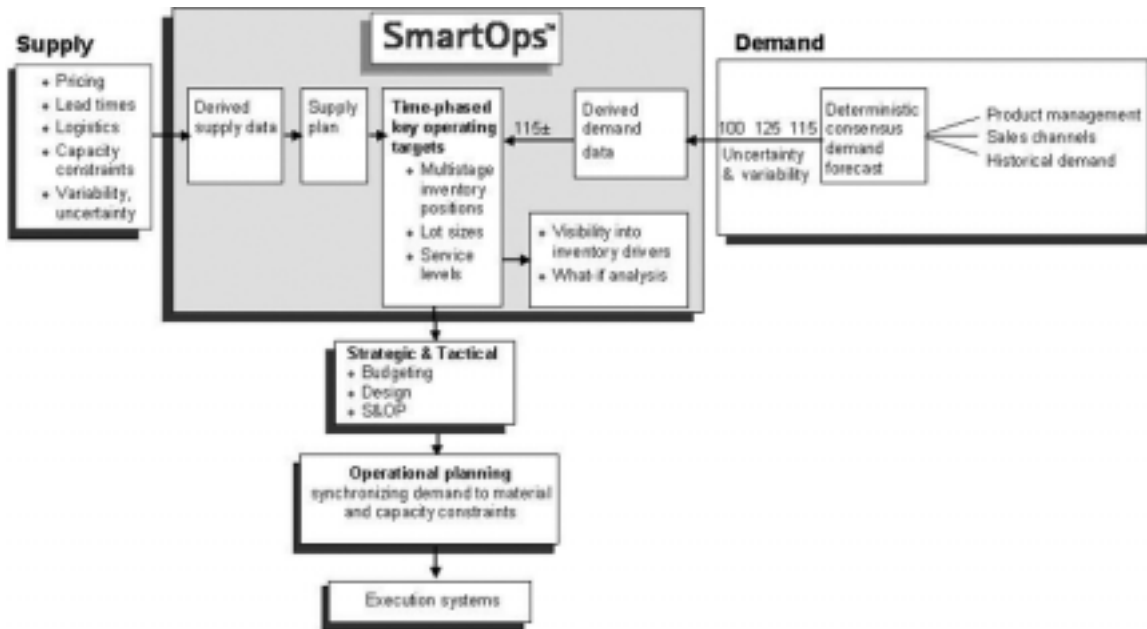 SmartOps™
Supply
Demand
+ Pricing
+ Lead times
+ Logistics
+ Capacity
constraints
+ Variability,
uncertainty
Derived
supply data
Supply
plan
Time-phased
key operating
targets
+ Multistage
inventory
positions
+ Lot sizes
+ Service
levels
115±
Derived
demand
data
100 125 115
Uncertainty
& variability
Deterministic
consensus
demand
forecast
Product management
Sales channels
Historical demand
+ Visibility into
inventory drivers
+ What-if analysis
Strategic & Tactical
+ Budgeting
+ Design
+ S&OP
Operational planning
synchronizing demand to material
and capacity constraints
Execution systems